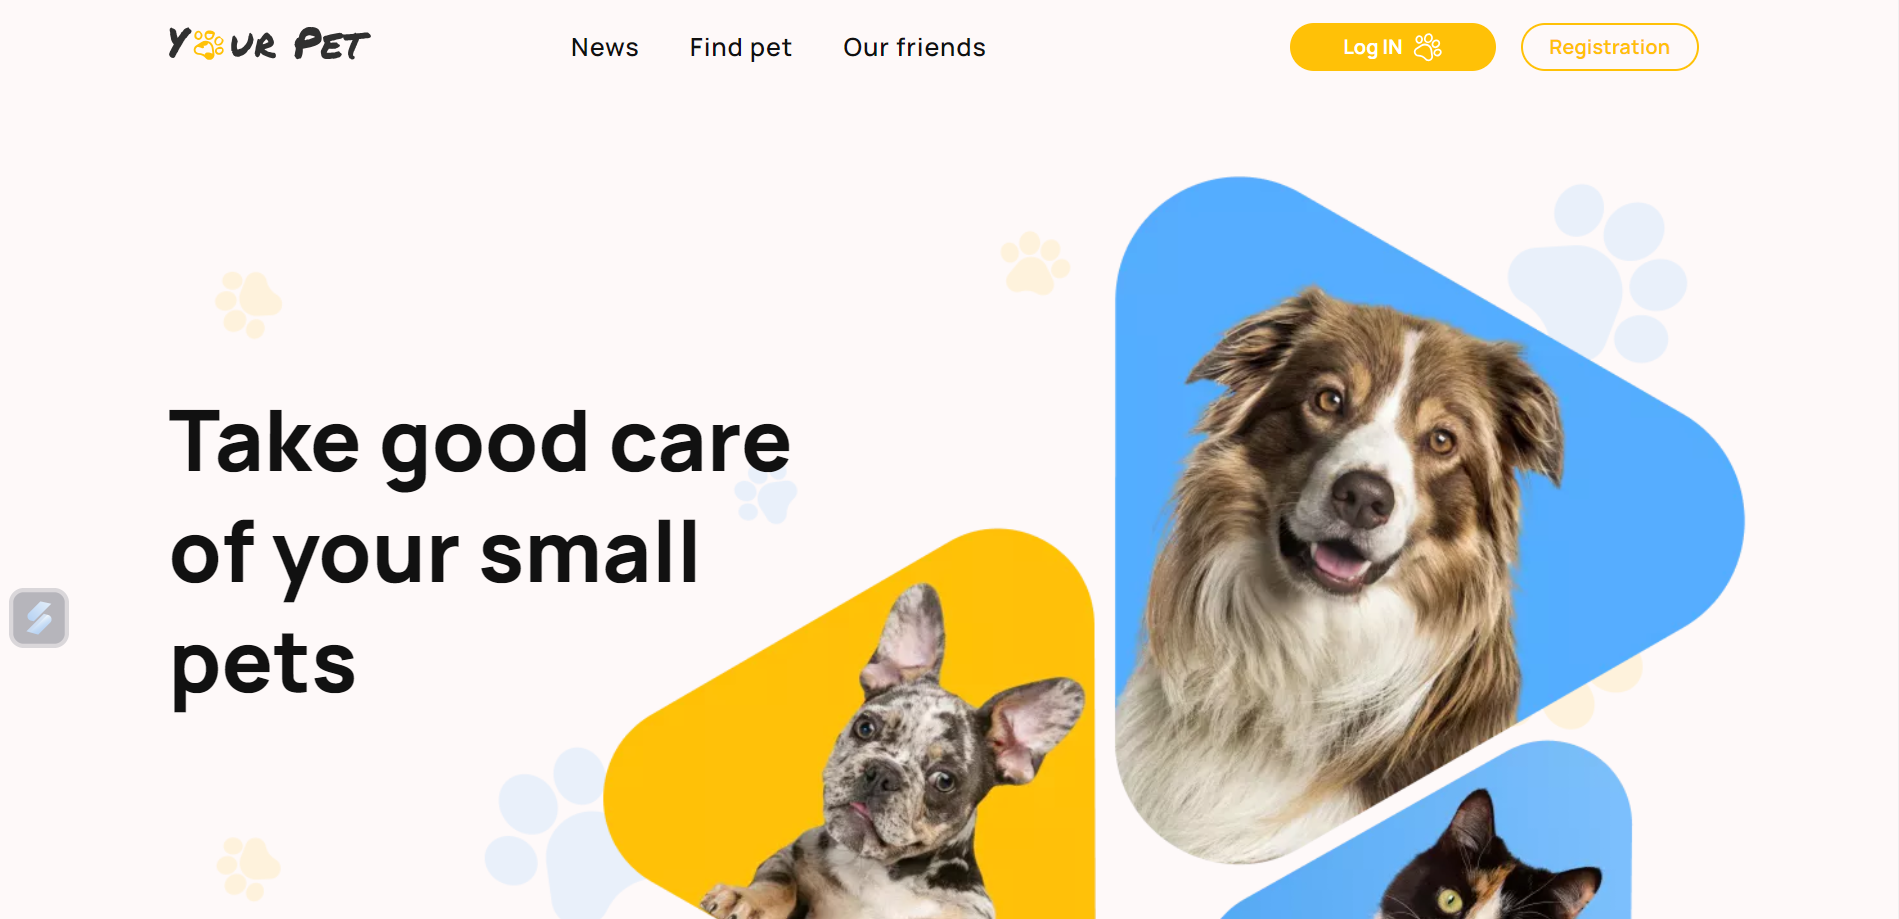 Your Pet
News
Find pet
Our friends
Log IN
Registration
Take good care
of your small
pets